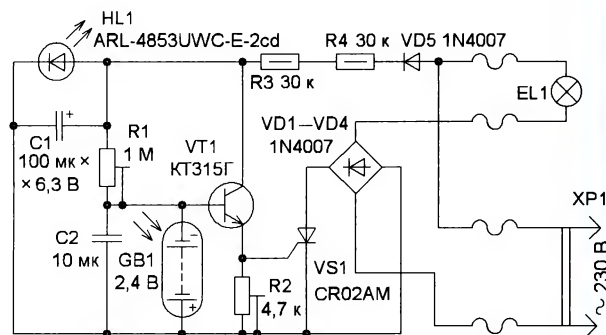 HL1
ARL-4853UWC-E-2cd
R4 30 к
VD5 1N4007
R3 30 к
EL1
C1
100 мк ×
× 6,3 В
R1
1 М
VT1
КТ315Г
VD1—VD4
1N4007
XP1
C2
10 мк
GB1
2,4 В
R2
4,7 к
VS1
CR02AM
~ 230 В